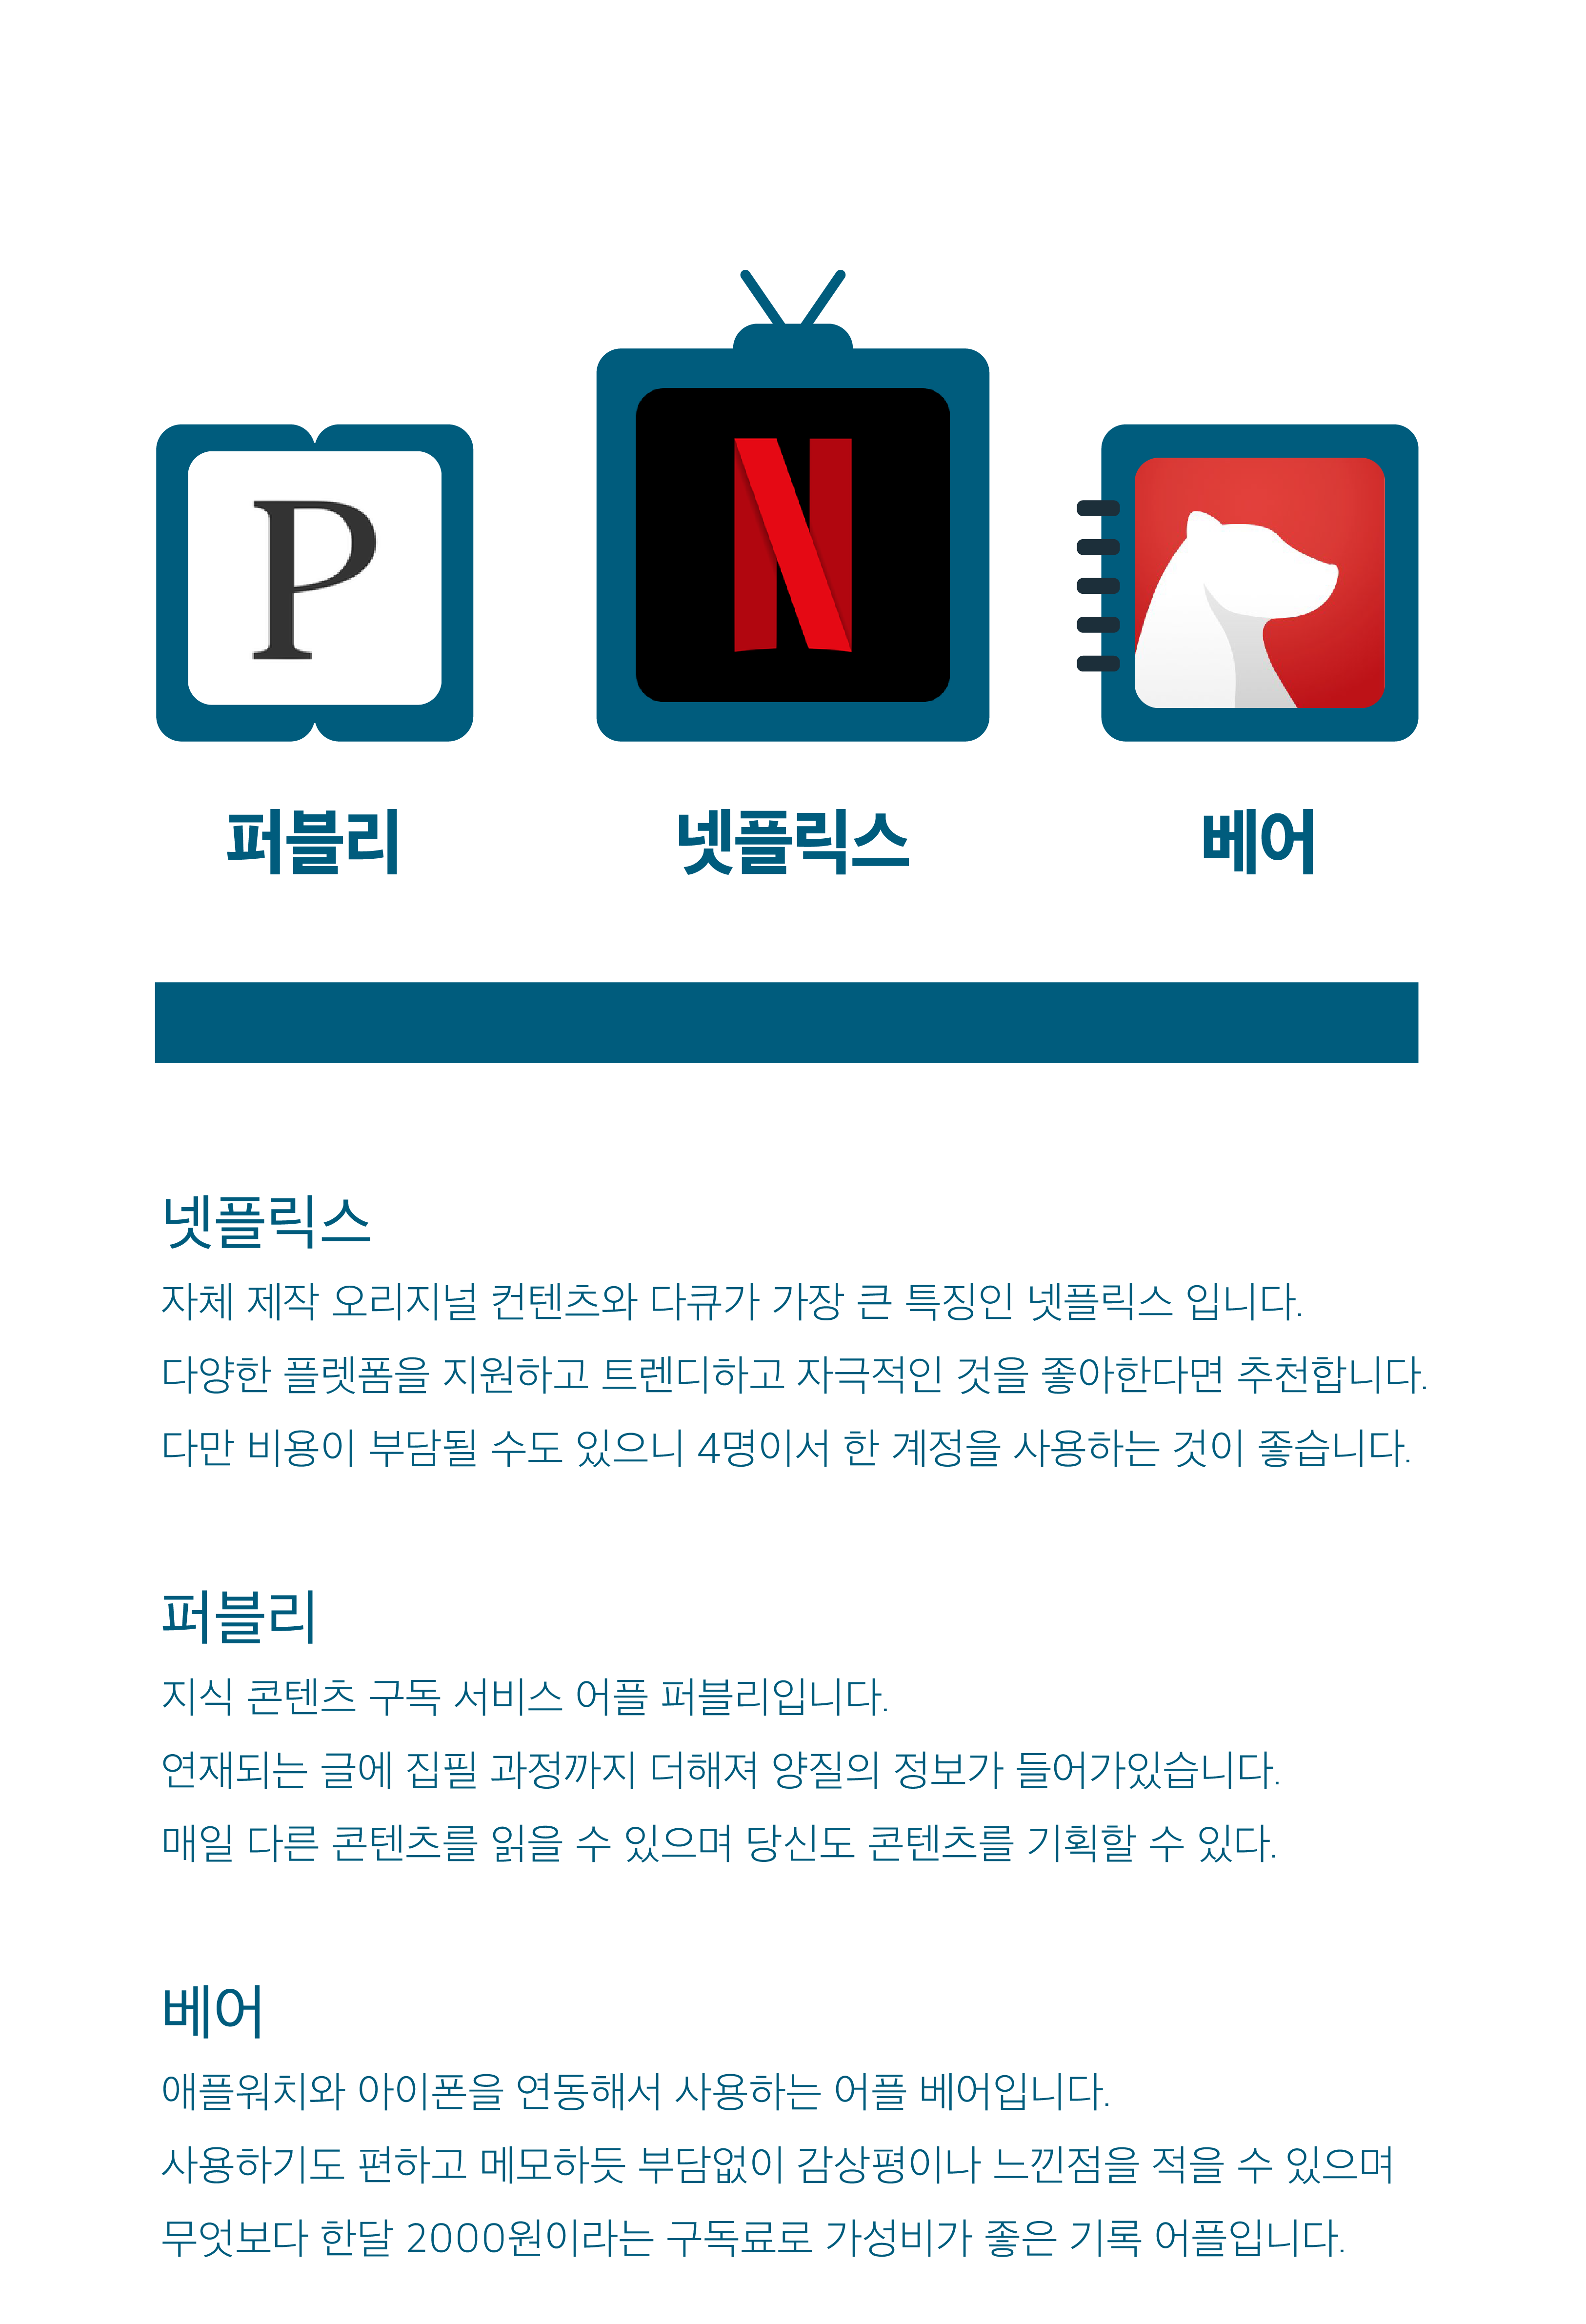 P
N
퍼블리
넷플릭스
베어
넷플릭스
자체 제작 오리지널 컨텐츠와 다큐가 가장 큰 특징인 넷플릭스 입니다.
다양한 플렛폼을 지원하고 트렌디하고 자극적인 것을 좋아한다면 추천합니다.
다만 비용이 부담될 수도 있으니 4명이서 한 계정을 사용하는 것이 좋습니다.
퍼블리
지식 콘텐츠 구독 서비스 어플 퍼블리입니다.
연재되는 글에 집필 과정까지 더해져 양질의 정보가 들어가있습니다.
매일 다른 콘텐츠를 읽을 수 있으며 당신도 콘텐츠를 기획할 수 있다.
베어
애플워치와 아이폰을 연동해서 사용하는 어플 베어입니다.
사용하기도 편하고 메모하듯 부담없이 감상평이나 느낀점을 적을 수 있으며
무엇보다 한달 2000원이라는 구독료로 가성비가 좋은 기록 어플입니다.